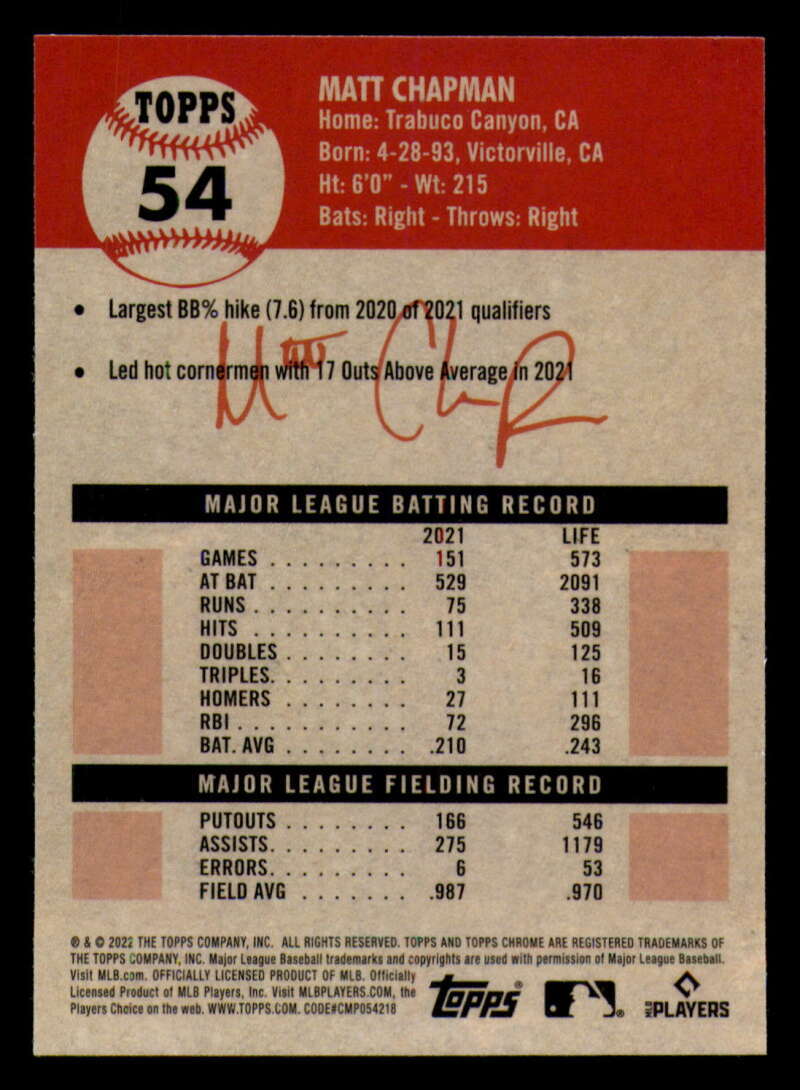 TOPPS
54
MATT CHAPMAN
Home: Trabuco Canyon, CA
Born: 4-28-93, Victorville, CA
Ht: 6'0" - Wt: 215
Bats: Right - Throws: Right
• Largest BB% hike (7.6) from 2020 of 2021 qualifiers
• Led hot cornermen with 17 Outs Above Average in 2021
Matt Chapman
MAJOR LEAGUE BATTING RECORD
2021 LIFE
GAMES . . . . . . . . . 151 573
AT BAT . . . . . . . . . 529 2091
RUNS . . . . . . . . . . 75 338
HITS . . . . . . . . . . 111 509
DOUBLES . . . . . . . . 15 125
TRIPLES. . . . . . . . . 3 16
HOMERS . . . . . . . . 27 111
RBI . . . . . . . . . . . 72 296
BAT. AVG . . . . . . . . .210 .243
MAJOR LEAGUE FIELDING RECORD
PUTOUTS . . . . . . . . 166 546
ASSISTS. . . . . . . . . 275 1179
ERRORS. . . . . . . . . 6 53
FIELD AVG . . . . . . . .987 .970
® & © 2022 THE TOPPS COMPANY, INC. ALL RIGHTS RESERVED. TOPPS AND TOPPS CHROME ARE REGISTERED TRADEMARKS OF
THE TOPPS COMPANY, INC. Major League Baseball trademarks and copyrights are used with permission of Major League Baseball.
Visit MLB.com. OFFICIALLY LICENSED PRODUCT OF MLB. Officially
Licensed Product of MLB Players, Inc. Visit MLBPLAYERS.COM, the
Players Choice on the web. WWW.TOPPS.COM. CODE#CMP054218
TOPPS®
MLB PLAYERS